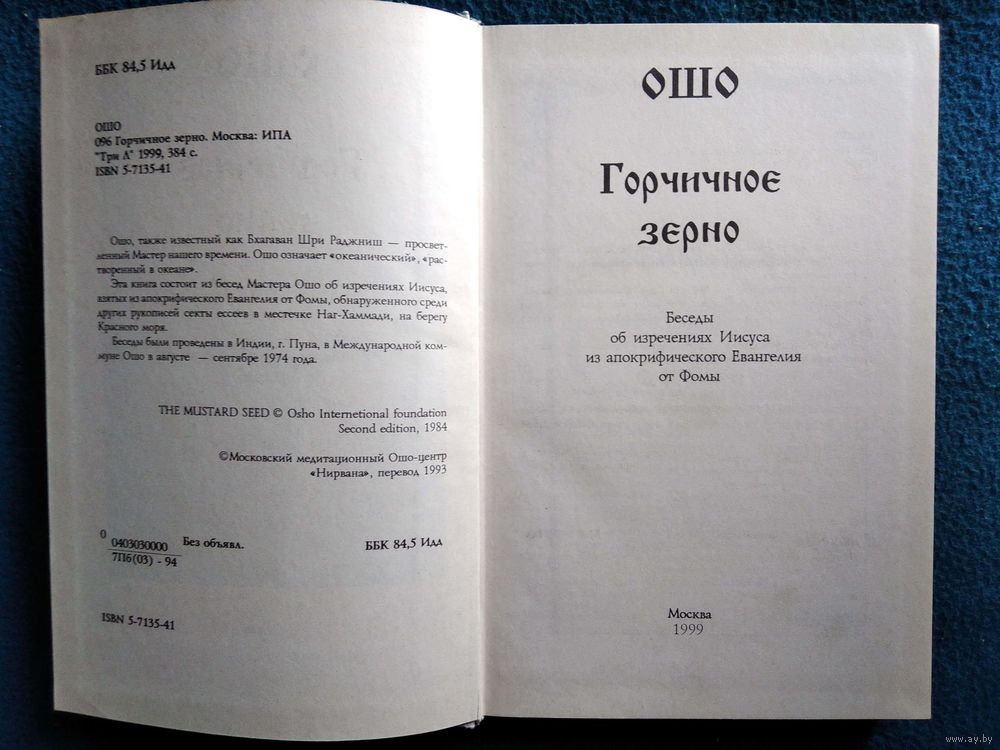 ББК 84,5 Идд
ОШО
096 Горчичное зерно. Москва: ИПА
"Три Л" 1999, 384 с.
ISBN 5-7135-41
Ошо, также известный как Бхагаван Шри Раджниш — просвет-
ленный Мастер нашего времени. Ошо означает «океанический», «рас-
творенный в океане».
Эта книга состоит из бесед Мастера Ошо об изречениях Иисуса,
взятых из апокрифического Евангелия от Фомы, обнаруженного среди
других рукописей секты ессеев в местечке Наг-Хаммади, на берегу
Красного моря.
Беседы были проведены в Индии, г. Пуна, в Международной ком-
муне Ошо в августе — сентябре 1974 года.
THE MUSTARD SEED © Osho Internetional foundation
Second edition, 1984
©Московский медитационный Ошо-центр
«Нирвана», перевод 1993
О 0403030000 Без объявл.
7П6(03) - 94
ББК 84,5 Идд
ISBN 5-7135-41
ОШО
Горчичное
зерно
Беседы
об изречениях Иисуса
из апокрифического Евангелия
от Фомы
Москва
1999
www.ay.by